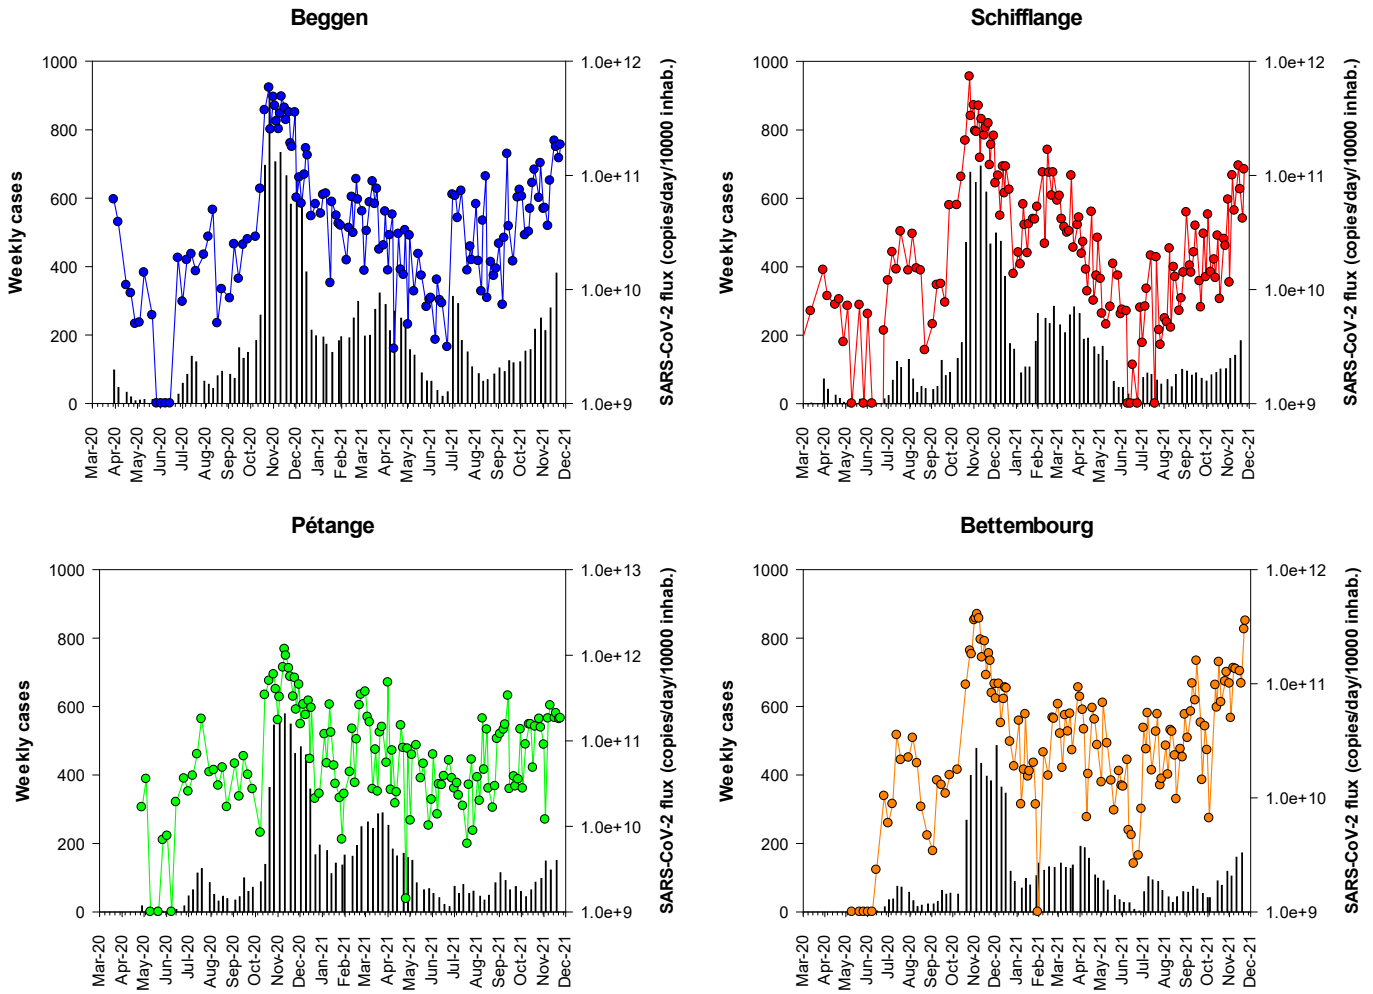 Beggen
Weekly cases
1000
800
600
400
200
0
1.0e+12
1.0e+11
1.0e+10
1.0e+9
SARS-CoV-2 flux (copies/day/10000 inhab.)
Mar-20
Apr-20
May-20
Jun-20
Jul-20
Aug-20
Sep-20
Oct-20
Nov-20
Dec-20
Jan-21
Feb-21
Mar-21
Apr-21
May-21
Jun-21
Jul-21
Aug-21
Sep-21
Oct-21
Nov-21
Dec-21
Schifflange
Weekly cases
1000
800
600
400
200
0
1.0e+12
1.0e+11
1.0e+10
1.0e+9
SARS-CoV-2 flux (copies/day/10000 inhab.)
Mar-20
Apr-20
May-20
Jun-20
Jul-20
Aug-20
Sep-20
Oct-20
Nov-20
Dec-20
Jan-21
Feb-21
Mar-21
Apr-21
May-21
Jun-21
Jul-21
Aug-21
Sep-21
Oct-21
Nov-21
Dec-21
Pétange
Weekly cases
1000
800
600
400
200
0
1.0e+13
1.0e+12
1.0e+11
1.0e+10
1.0e+9
SARS-CoV-2 flux (copies/day/10000 inhab.)
Mar-20
Apr-20
May-20
Jun-20
Jul-20
Aug-20
Sep-20
Oct-20
Nov-20
Dec-20
Jan-21
Feb-21
Mar-21
Apr-21
May-21
Jun-21
Jul-21
Aug-21
Sep-21
Oct-21
Nov-21
Dec-21
Bettembourg
Weekly cases
1000
800
600
400
200
0
1.0e+12
1.0e+11
1.0e+10
1.0e+9
SARS-CoV-2 flux (copies/day/10000 inhab.)
Mar-20
Apr-20
May-20
Jun-20
Jul-20
Aug-20
Sep-20
Oct-20
Nov-20
Dec-20
Jan-21
Feb-21
Mar-21
Apr-21
May-21
Jun-21
Jul-21
Aug-21
Sep-21
Oct-21
Nov-21
Dec-21